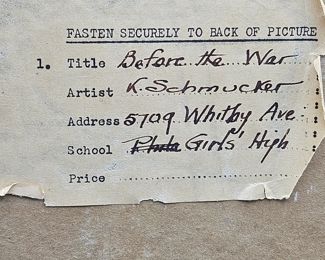 FASTEN SECURELY TO BACK OF PICTURE
1. Title Before the War
Artist K. Schmucker
Address 5709 Whitby Ave
School Phila Girls' High
Price